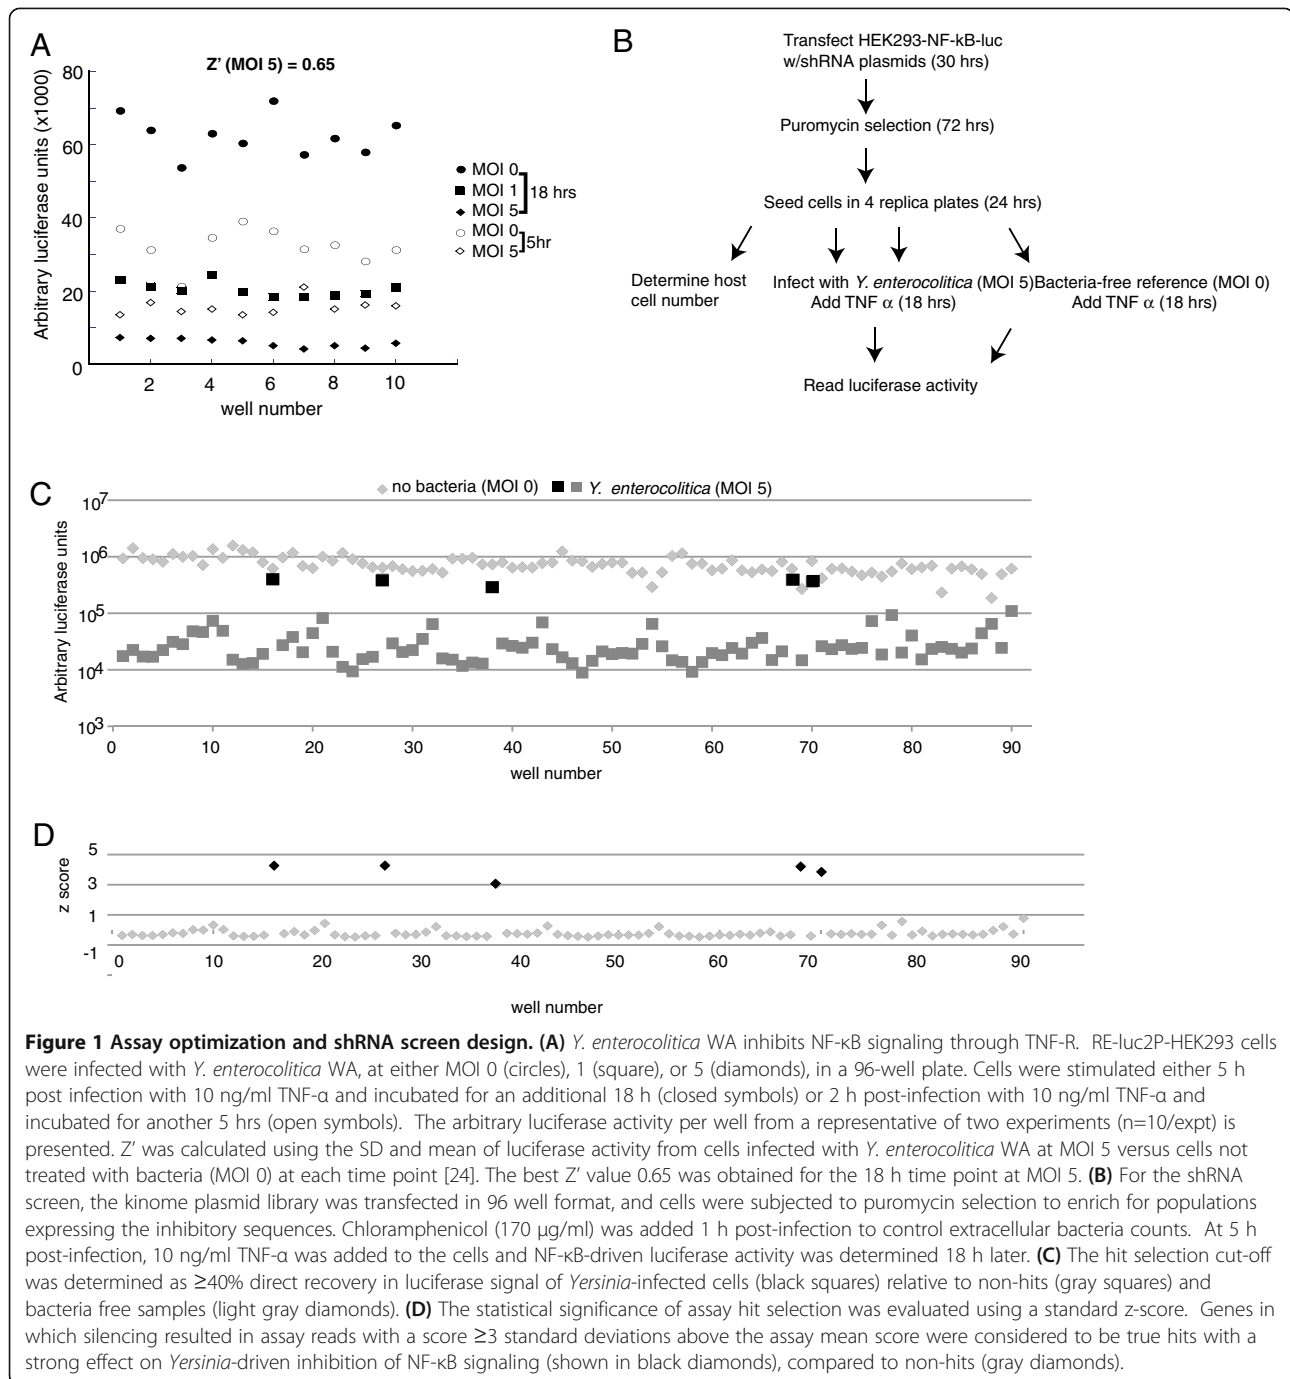 A
Z' (MOI 5) = 0.65
Arbitrary luciferase units (x1000)
80
60
40
20
0
2 4 6 8 10
well number
MOI 0
MOI 1
MOI 5
18 hrs
MOI 0
MOI 5
5hr
B
Transfect HEK293-NF-kB-luc
w/shRNA plasmids (30 hrs)
Puromycin selection (72 hrs)
Seed cells in 4 replica plates (24 hrs)
Determine host
cell number
Infect with Y. enterocolitica (MOI 5)
Add TNF α (18 hrs)
Bacteria-free reference (MOI 0)
Add TNF α (18 hrs)
Read luciferase activity
C
no bacteria (MOI 0) Y. enterocolitica (MOI 5)
Arbitrary luciferase units
10⁷
10⁶
10⁵
10⁴
10³
0 10 20 30 40 50 60 70 80 90
well number
D
z score
5
3
1
-1
0 10 20 30 40 50 60 70 80 90
well number
Figure 1 Assay optimization and shRNA screen design. (A) Y. enterocolitica WA inhibits NF-κB signaling through TNF-R. RE-luc2P-HEK293 cells
were infected with Y. enterocolitica WA, at either MOI 0 (circles), 1 (square), or 5 (diamonds), in a 96-well plate. Cells were stimulated either 5 h
post infection with 10 ng/ml TNF-α and incubated for an additional 18 h (closed symbols) or 2 h post-infection with 10 ng/ml TNF-α and
incubated for another 5 hrs (open symbols). The arbitrary luciferase activity per well from a representative of two experiments (n=10/expt) is
presented. Z' was calculated using the SD and mean of luciferase activity from cells infected with Y. enterocolitica WA at MOI 5 versus cells not
treated with bacteria (MOI 0) at each time point [24]. The best Z' value 0.65 was obtained for the 18 h time point at MOI 5. (B) For the shRNA
screen, the kinome plasmid library was transfected in 96 well format, and cells were subjected to puromycin selection to enrich for populations
expressing the inhibitory sequences. Chloramphenicol (170 μg/ml) was added 1 h post-infection to control extracellular bacteria counts. At 5 h
post-infection, 10 ng/ml TNF-α was added to the cells and NF-κB-driven luciferase activity was determined 18 h later. (C) The hit selection cut-off
was determined as ≥40% direct recovery in luciferase signal of Yersinia-infected cells (black squares) relative to non-hits (gray squares) and
bacteria free samples (light gray diamonds). (D) The statistical significance of assay hit selection was evaluated using a standard z-score. Genes in
which silencing resulted in assay reads with a score ≥3 standard deviations above the assay mean score were considered to be true hits with a
strong effect on Yersinia-driven inhibition of NF-κB signaling (shown in black diamonds), compared to non-hits (gray diamonds).